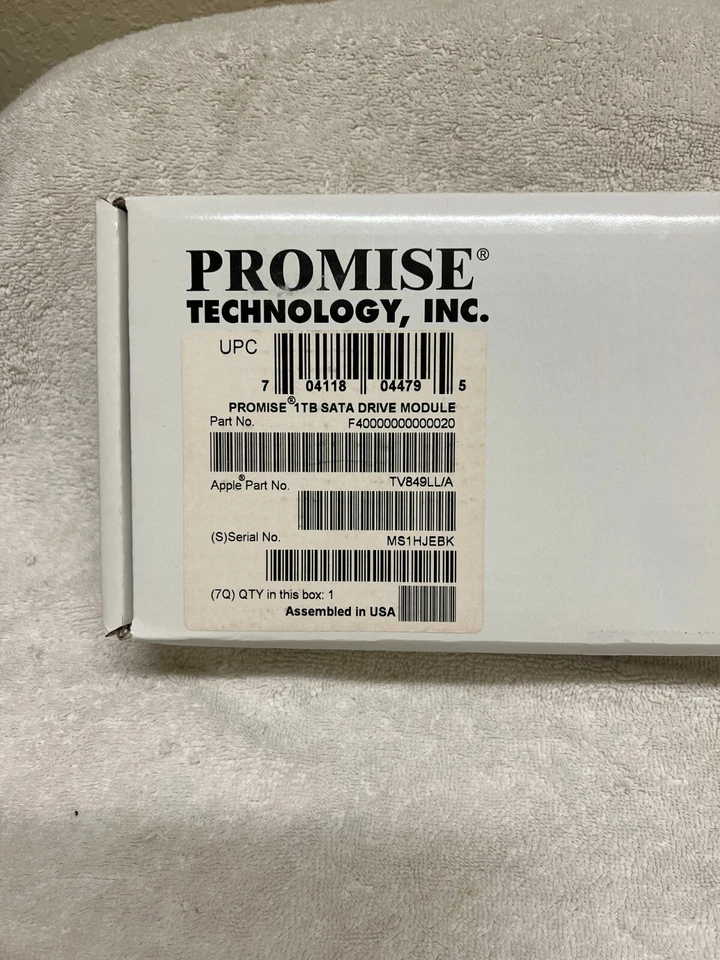 PROMISE®
TECHNOLOGY, INC.
UPC
7 04118 04479 5
PROMISE® 1TB SATA DRIVE MODULE
Part No. F40000000000020
Apple® Part No. TV849LL/A
(S)Serial No. MS1HJEBK
(7Q) QTY in this box: 1
Assembled in USA